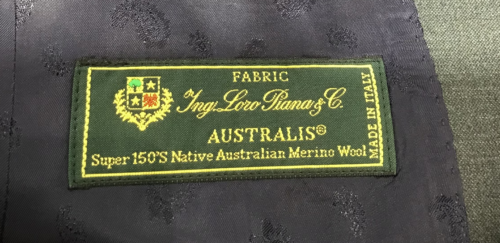 FABRIC
Ing. Loro Piana & C.
AUSTRALIS®
Super 150'S Native Australian Merino Wool
MADE IN ITALY